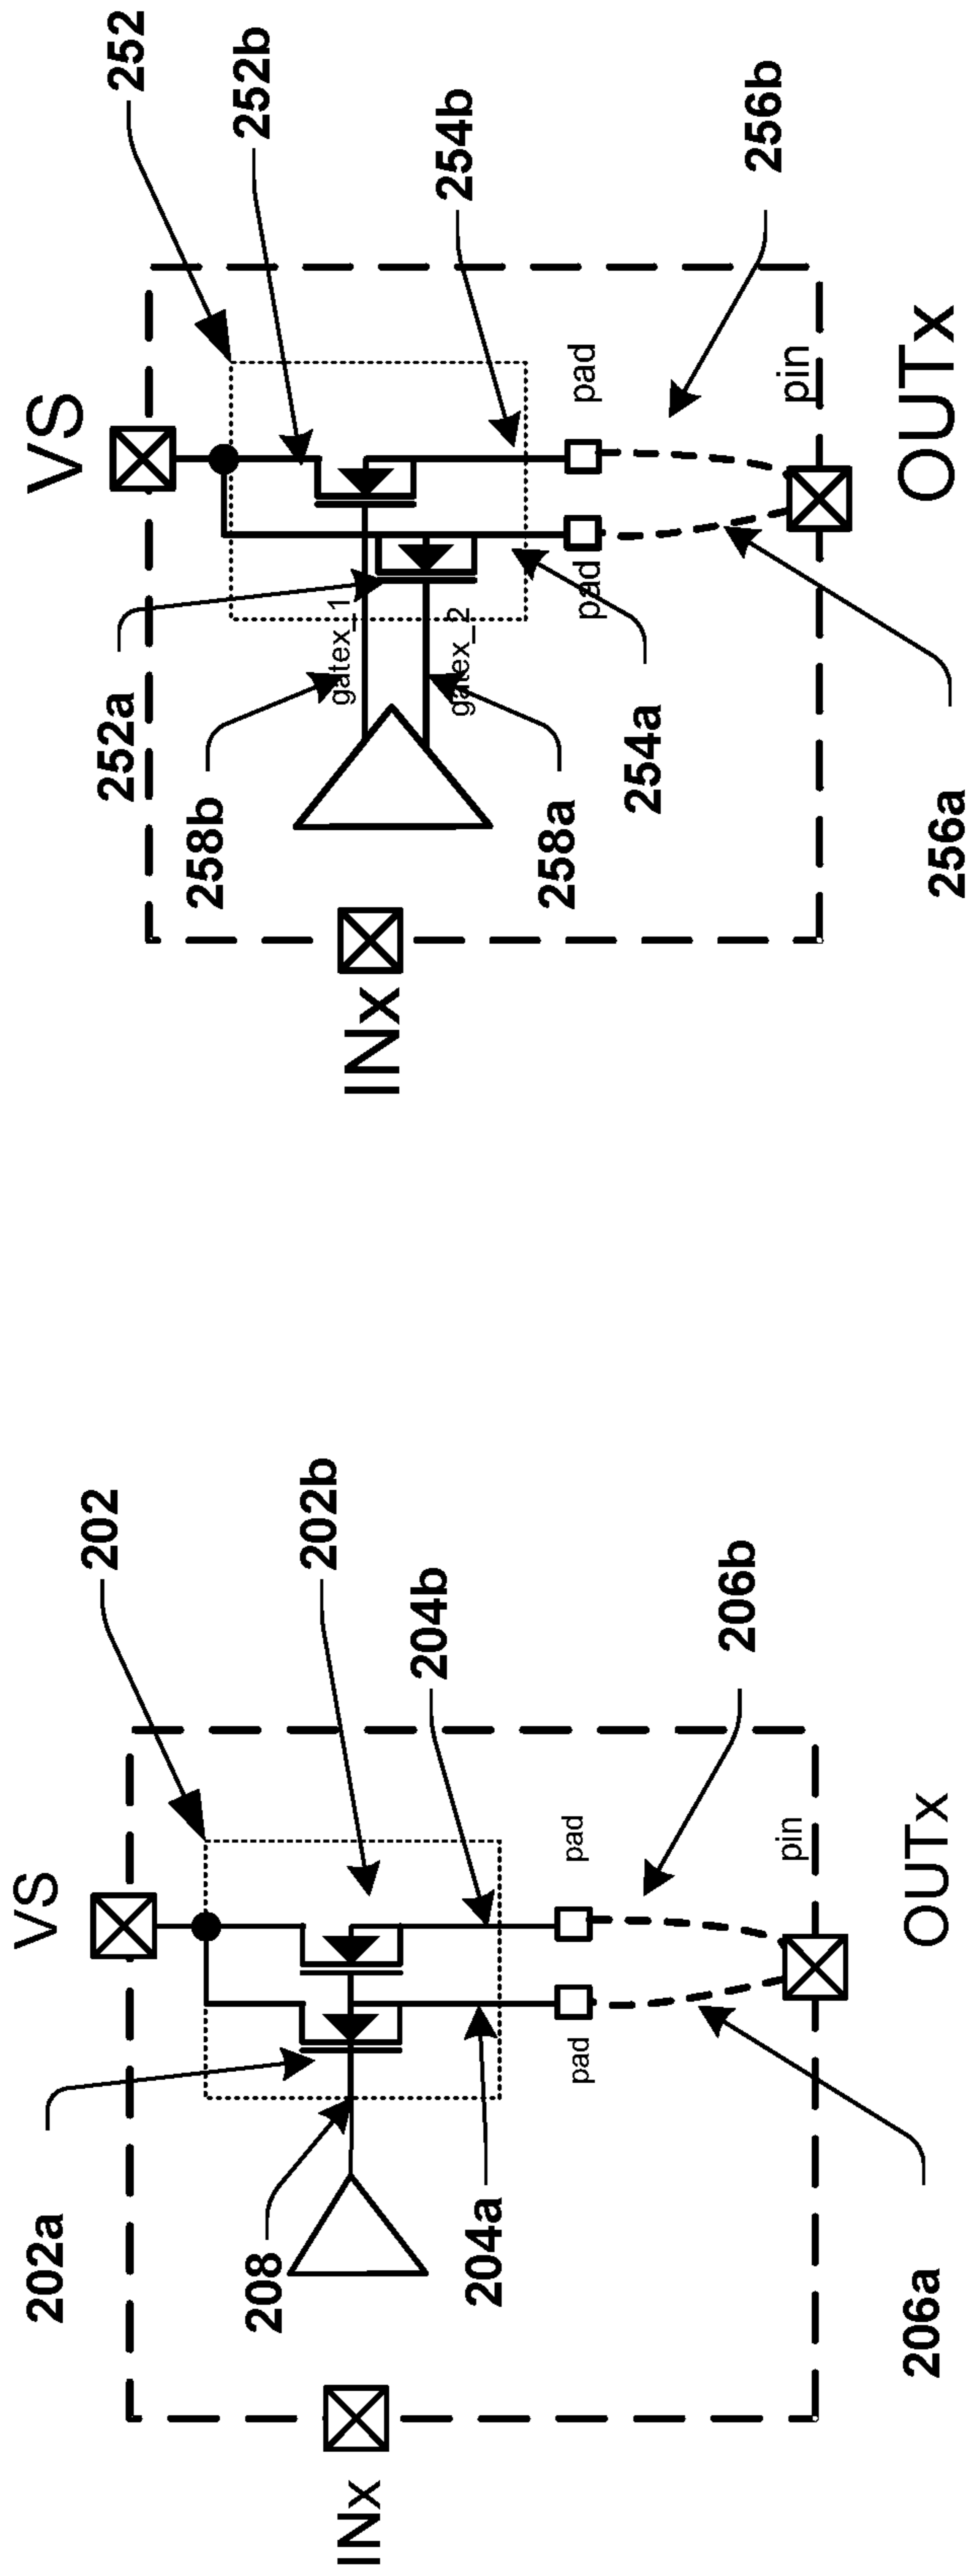 VS
202
202a
202b
204b
208
204a
INx
pad
pad
206b
pin
206a
OUTx
VS
252
252b
252a
254b
gatex_1
258b
gatex_2
258a
254a
INx
pad
pad
256b
pin
256a
OUTx